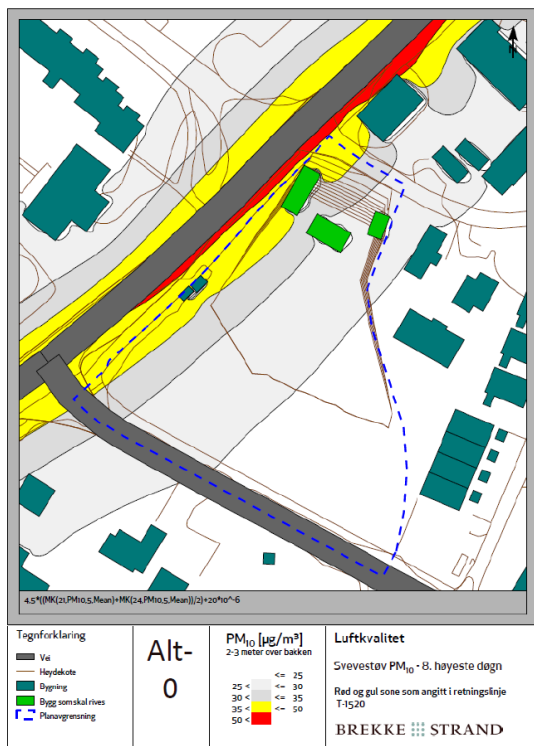 N
4.5*((MK(21,PM10,5,Mean)+MK(24,PM10,5,Mean))/2)+20*10^-6
Tegnforklaring
Vei
Høydekote
Bygning
Bygg som skal rives
Planavgrensning
Alt-
0
PM10 [µg/m³]
2-3 meter over bakken
<= 25
25 < <= 30
30 < <= 35
35 < <= 50
50 <
Luftkvalitet
Svevestøv PM10 - 8. høyeste døgn
Rød og gul sone som angitt i retningslinje
T-1520
BREKKE STRAND